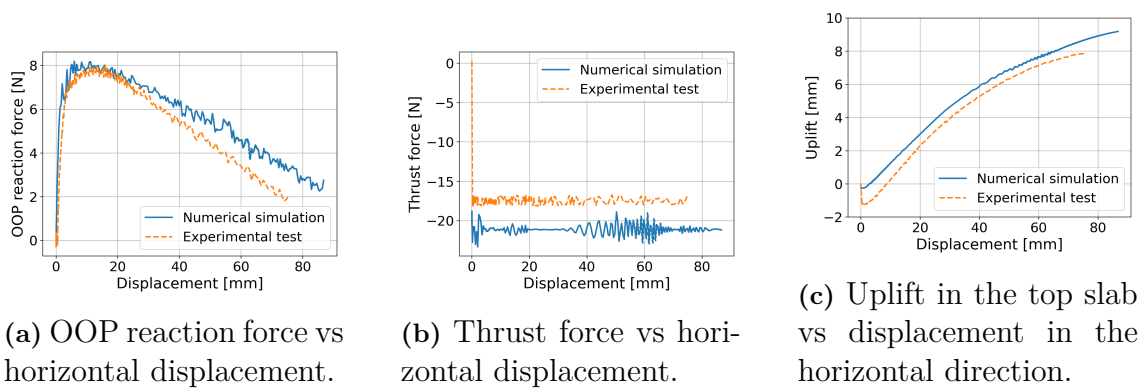 8
6
4
2
0
OOP reaction force [N]
Numerical simulation
Experimental test
0 20 40 60 80
Displacement [mm]
(a) OOP reaction force vs
horizontal displacement.
0
−5
−10
−15
−20
Thrust force [N]
Numerical simulation
Experimental test
0 20 40 60 80
Displacement [mm]
(b) Thrust force vs hori-
zontal displacement.
10
8
6
4
2
0
−2
Uplift [mm]
Numerical simulation
Experimental test
0 20 40 60 80
Displacement [mm]
(c) Uplift in the top slab
vs displacement in the
horizontal direction.